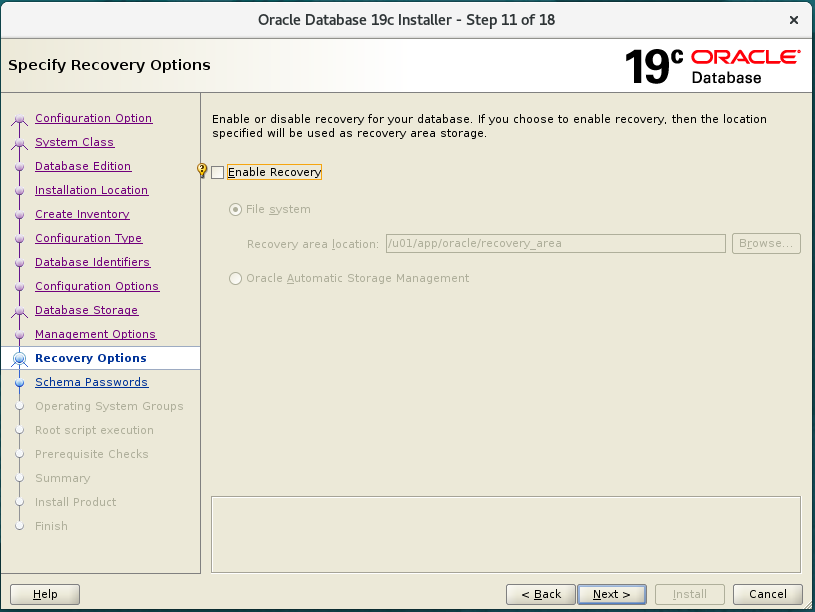 Oracle Database 19c Installer - Step 11 of 18
Specify Recovery Options
19c ORACLE
Database
Configuration Option
System Class
Database Edition
Installation Location
Create Inventory
Configuration Type
Database Identifiers
Configuration Options
Database Storage
Management Options
Recovery Options
Schema Passwords
Operating System Groups
Root script execution
Prerequisite Checks
Summary
Install Product
Finish
Enable or disable recovery for your database. If you choose to enable recovery, then the location
specified will be used as recovery area storage.
Enable Recovery
File system
Recovery area location: /u01/app/oracle/recovery_area Browse...
Oracle Automatic Storage Management
Help < Back Next > Install Cancel